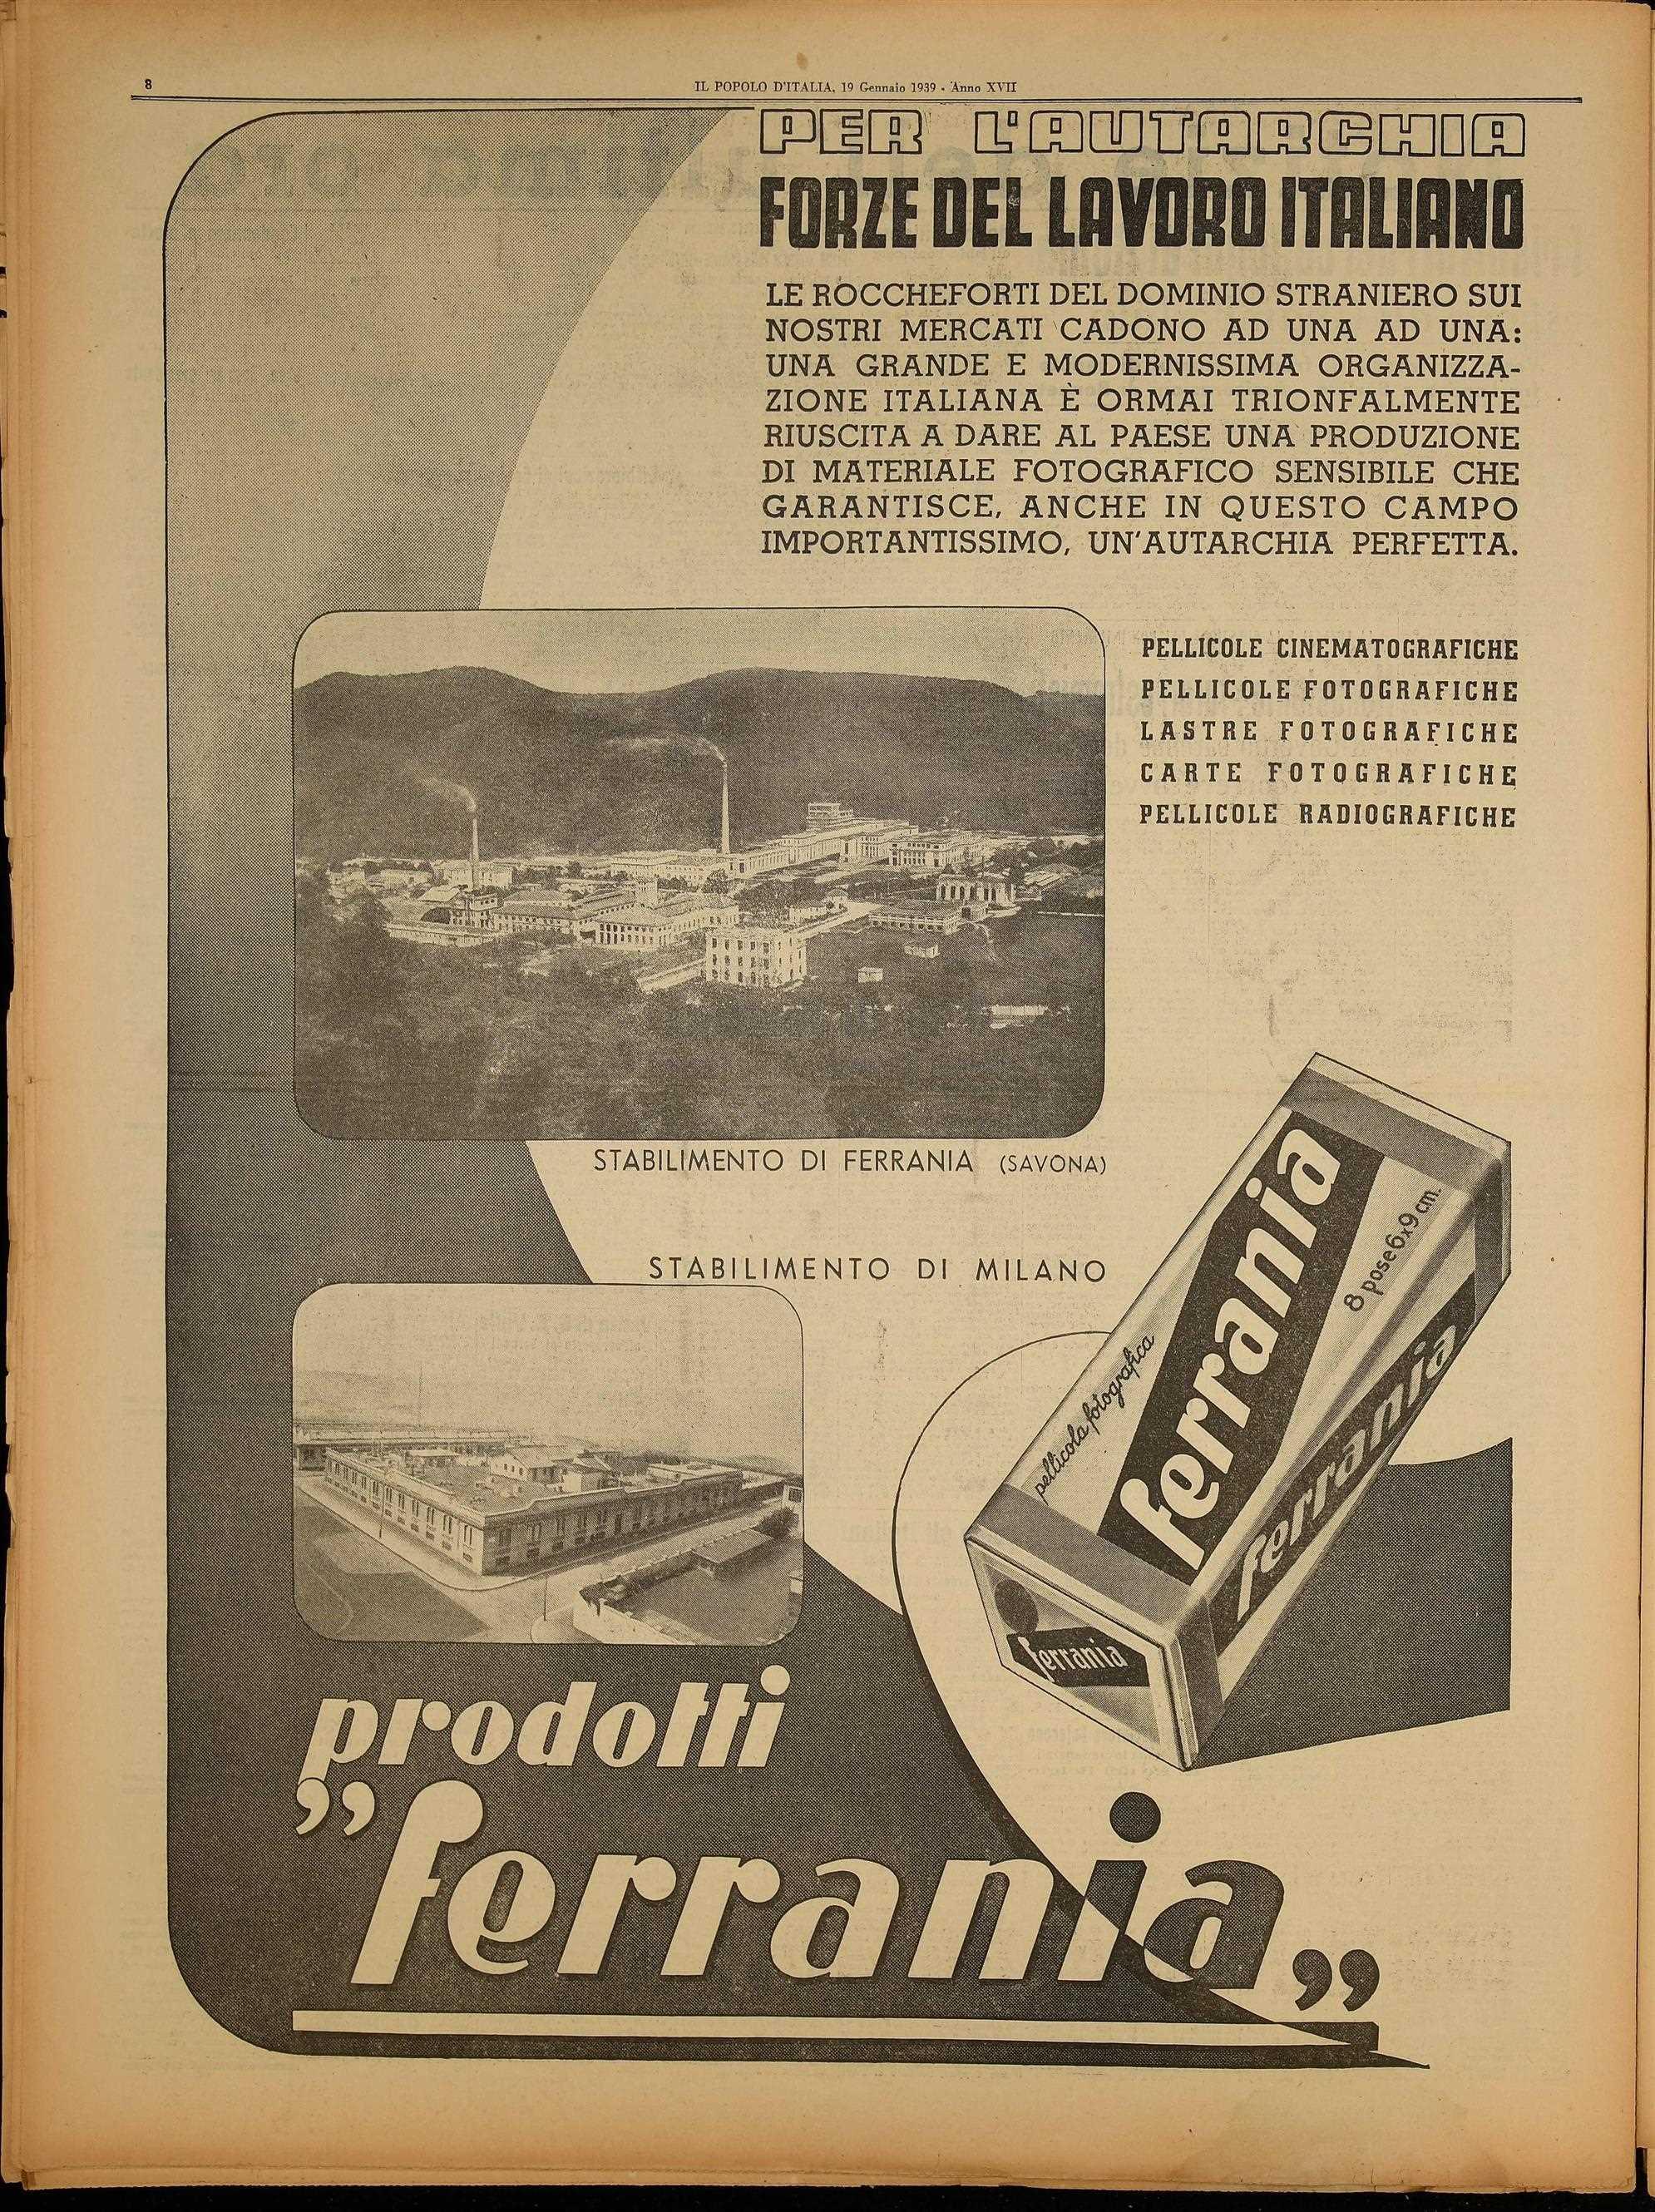 8
IL POPOLO D'ITALIA, 19 Gennaio 1939 - Anno XVII
PER L'AUTARCHIA
FORZE DEL LAVORO ITALIANO
LE ROCCHEFORTI DEL DOMINIO STRANIERO SUI
NOSTRI MERCATI CADONO AD UNA AD UNA:
UNA GRANDE E MODERNISSIMA ORGANIZZA-
ZIONE ITALIANA È ORMAI TRIONFALMENTE
RIUSCITA A DARE AL PAESE UNA PRODUZIONE
DI MATERIALE FOTOGRAFICO SENSIBILE CHE
GARANTISCE, ANCHE IN QUESTO CAMPO
IMPORTANTISSIMO, UN'AUTARCHIA PERFETTA.
PELLICOLE CINEMATOGRAFICHE
PELLICOLE FOTOGRAFICHE
LASTRE FOTOGRAFICHE
CARTE FOTOGRAFICHE
PELLICOLE RADIOGRAFICHE
STABILIMENTO DI FERRANIA (SAVONA)
STABILIMENTO DI MILANO
pellicola fotografica
ferrania
8 pose 6x9 cm.
ferrania
ferrania
prodotti
"ferrania"